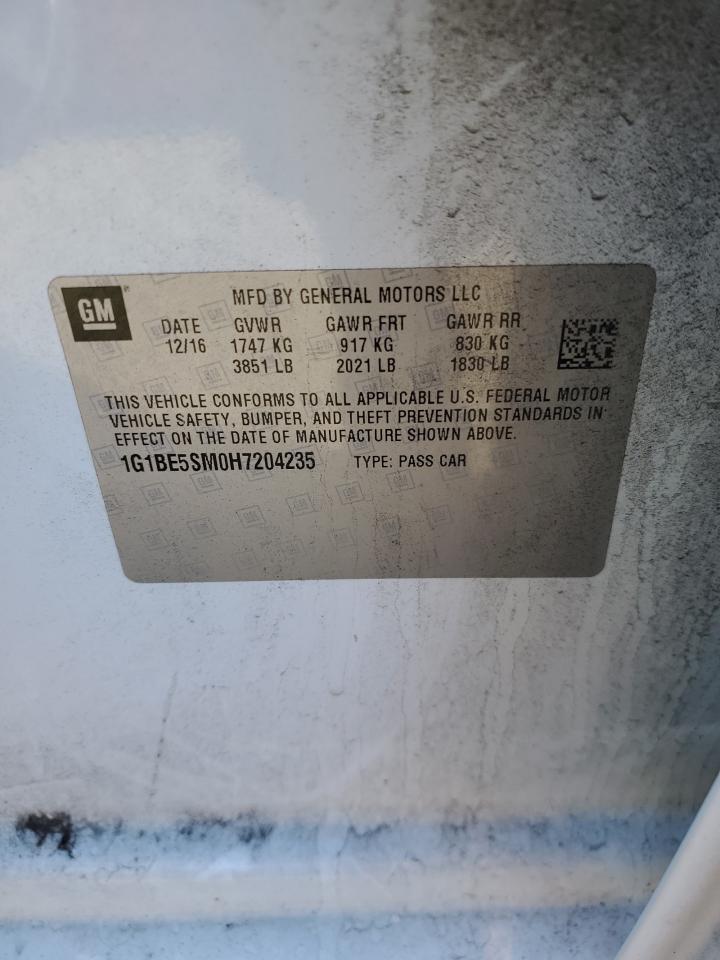 GM
MFD BY GENERAL MOTORS LLC
DATE GVWR GAWR FRT GAWR RR
12/16 1747 KG 917 KG 830 KG
3851 LB 2021 LB 1830 LB
THIS VEHICLE CONFORMS TO ALL APPLICABLE U.S. FEDERAL MOTOR
VEHICLE SAFETY, BUMPER, AND THEFT PREVENTION STANDARDS IN
EFFECT ON THE DATE OF MANUFACTURE SHOWN ABOVE.
1G1BE5SM0H7204235 TYPE: PASS CAR